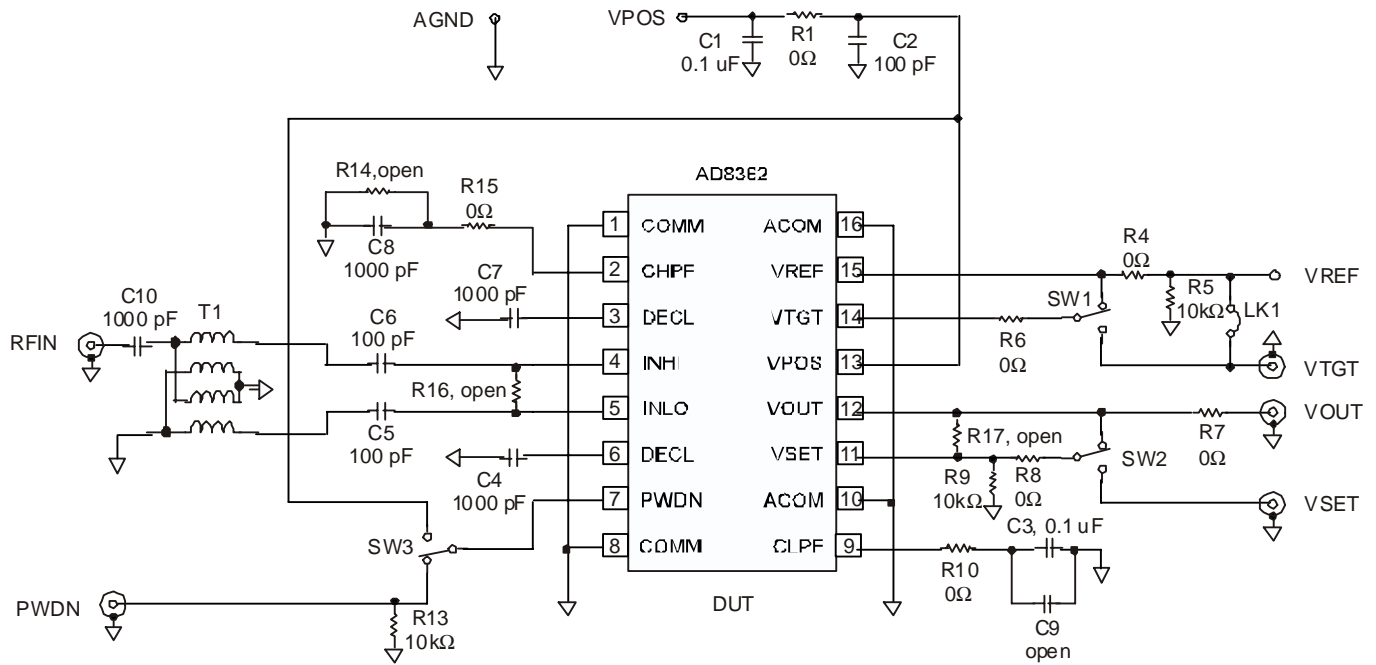 AGND
VPOS
C1
0.1 uF
R1
0Ω
C2
100 pF
R14,open
R15
0Ω
C8
1000 pF
C7
1000 pF
C10
1000 pF
T1
RFIN
C6
100 pF
R16, open
C5
100 pF
C4
1000 pF
SW3
PWDN
R13
10kΩ
AD8362
1 COMM ACOM 16
2 CHPF VREF 15
3 DECL VTGT 14
4 INHI VPOS 13
5 INLO VOUT 12
6 DECL VSET 11
7 PWDN ACOM 10
8 COMM CLPF 9
DUT
R4
0Ω
VREF
SW1
R5
10kΩ
LK1
R6
0Ω
VTGT
VOUT
R17, open
R7
0Ω
R9
10kΩ
R8
0Ω
SW2
VSET
C3, 0.1 uF
R10
0Ω
C9
open